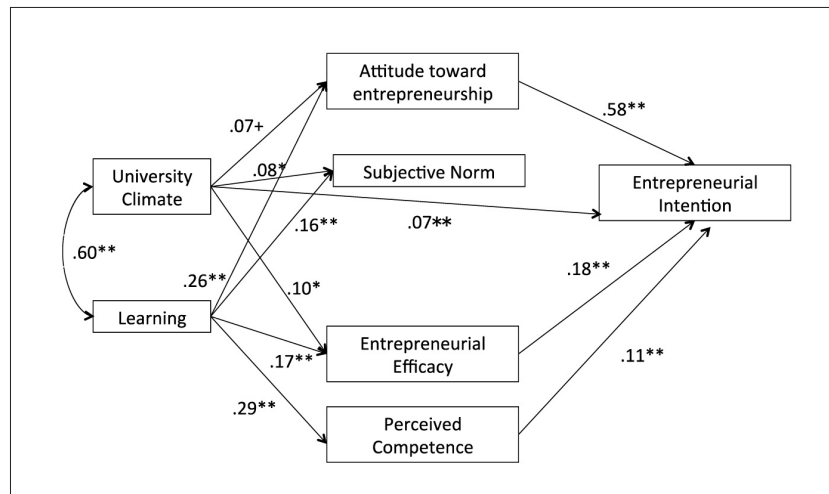 Attitude toward
entrepreneurship
.58**
.07+
.08*
University
Climate
Subjective Norm
Entrepreneurial
Intention
.16**
.07**
.60**
.26**
.10*
.18**
Learning
.17**
Entrepreneurial
Efficacy
.11**
.29**
Perceived
Competence